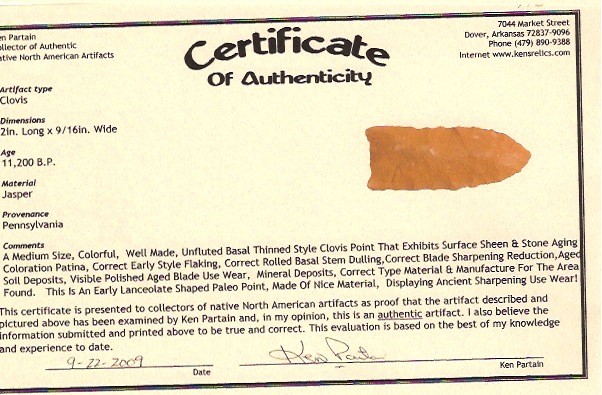 en Partain
ollector of Authentic
ative North American Artifacts
Certificate
Of Authenticity
7044 Market Street
Dover, Arkansas 72837-9096
Phone (479) 890-9388
Internet www.kensrelics.com
Artifact type
Clovis
Dimensions
2in. Long x 9/16in. Wide
Age
11,200 B.P.
Material
Jasper
Provenance
Pennsylvania
Comments
A Medium Size, Colorful, Well Made, Unfluted Basal Thinned Style Clovis Point That Exhibits Surface Sheen & Stone Aging
Coloration Patina, Correct Early Style Flaking, Correct Rolled Basal Stem Dulling,Correct Blade Sharpening Reduction,Aged
Soil Deposits, Visible Polished Aged Blade Use Wear, Mineral Deposits, Correct Type Material & Manufacture For The Area
Found. This Is An Early Lanceolate Shaped Paleo Point, Made Of Nice Material, Displaying Ancient Sharpening Use Wear!
This certificate is presented to collectors of native North American artifacts as proof that the artifact described and
pictured above has been examined by Ken Partain and, in my opinion, this is an authentic artifact. I also believe the
information submitted and printed above to be true and correct. This evaluation is based on the best of my knowledge
and experience to date.
9-22-2009
Ken Partain
Date
Ken Partain